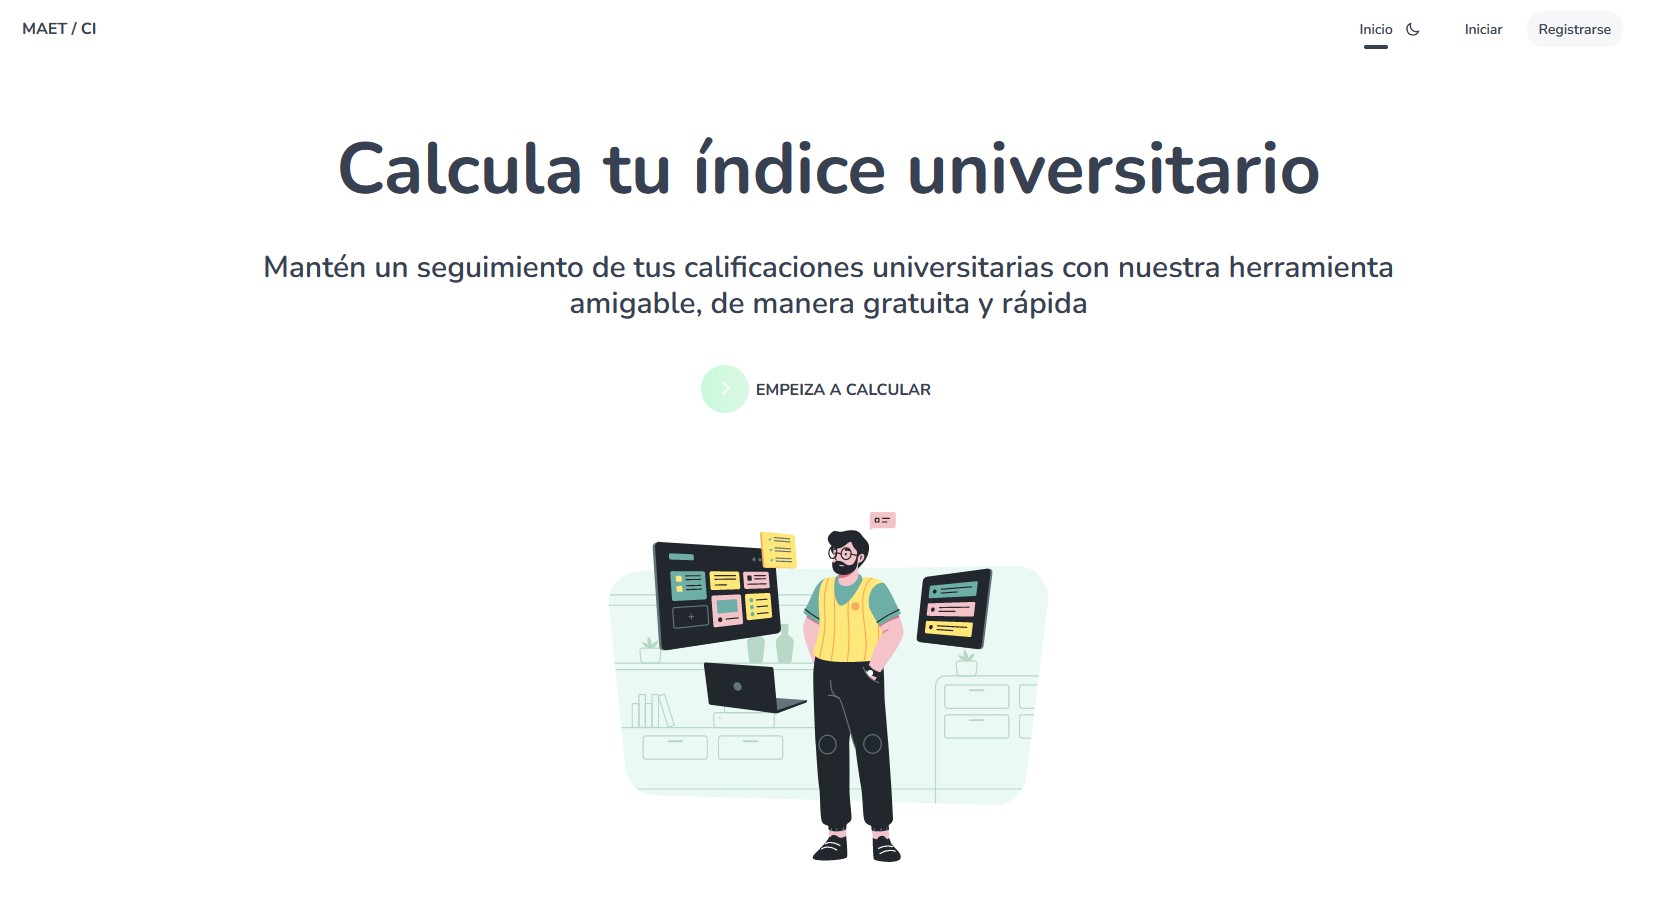 MAET / CI
Inicio
Iniciar
Registrarse
Calcula tu índice universitario
Mantén un seguimiento de tus calificaciones universitarias con nuestra herramienta
amigable, de manera gratuita y rápida
EMPEIZA A CALCULAR